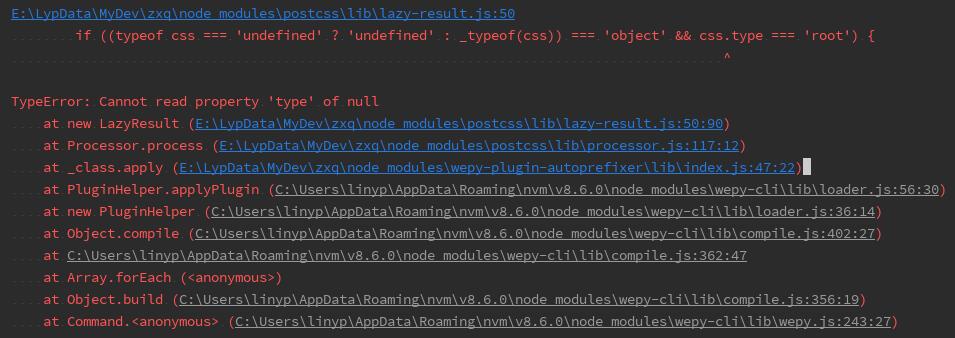 E:\LypData\MyDev\zxq\node_modules\postcss\lib\lazy-result.js:50
if ((typeof css === 'undefined' ? 'undefined' : _typeof(css)) === 'object' && css.type === 'root') {
^
TypeError: Cannot read property 'type' of null
at new LazyResult (E:\LypData\MyDev\zxq\node_modules\postcss\lib\lazy-result.js:50:90)
at Processor.process (E:\LypData\MyDev\zxq\node_modules\postcss\lib\processor.js:117:12)
at _class.apply (E:\LypData\MyDev\zxq\node_modules\wepy-plugin-autoprefixer\lib\index.js:47:22)
at PluginHelper.applyPlugin (C:\Users\linyp\AppData\Roaming\nvm\v8.6.0\node_modules\wepy-cli\lib\loader.js:56:30)
at new PluginHelper (C:\Users\linyp\AppData\Roaming\nvm\v8.6.0\node_modules\wepy-cli\lib\loader.js:36:14)
at Object.compile (C:\Users\linyp\AppData\Roaming\nvm\v8.6.0\node_modules\wepy-cli\lib\compile.js:402:27)
at C:\Users\linyp\AppData\Roaming\nvm\v8.6.0\node_modules\wepy-cli\lib\compile.js:362:47
at Array.forEach (<anonymous>)
at Object.build (C:\Users\linyp\AppData\Roaming\nvm\v8.6.0\node_modules\wepy-cli\lib\compile.js:356:19)
at Command.<anonymous> (C:\Users\linyp\AppData\Roaming\nvm\v8.6.0\node_modules\wepy-cli\lib\wepy.js:243:27)